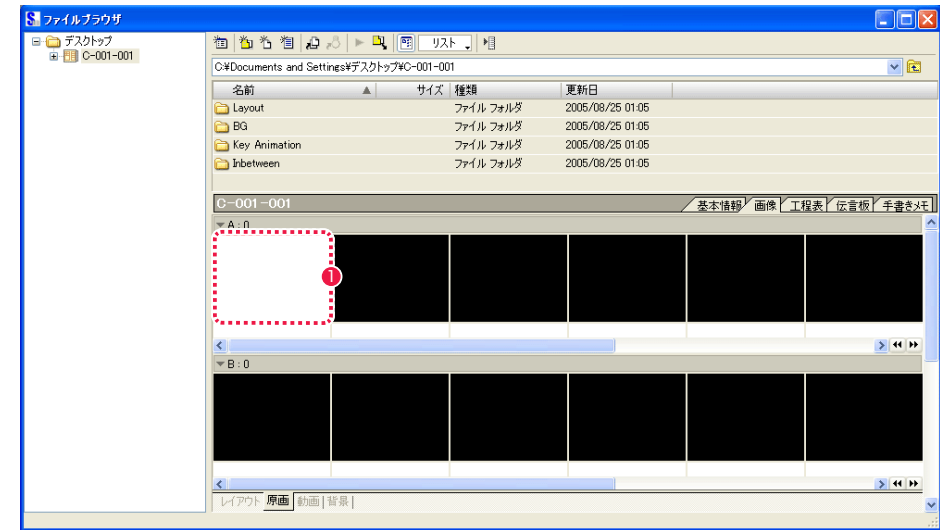 ファイルブラウザ
デスクトップ
C-001-001
リスト
C:¥Documents and Settings¥デスクトップ¥C-001-001
名前 サイズ 種類 更新日
Layout ファイル フォルダ 2005/08/25 01:05
BG ファイル フォルダ 2005/08/25 01:05
Key Animation ファイル フォルダ 2005/08/25 01:05
Inbetween ファイル フォルダ 2005/08/25 01:05
C-001-001 基本情報 画像 工程表 伝言板 手書きメモ
A : 0
1
B : 0
レイアウト 原画 動画 背景